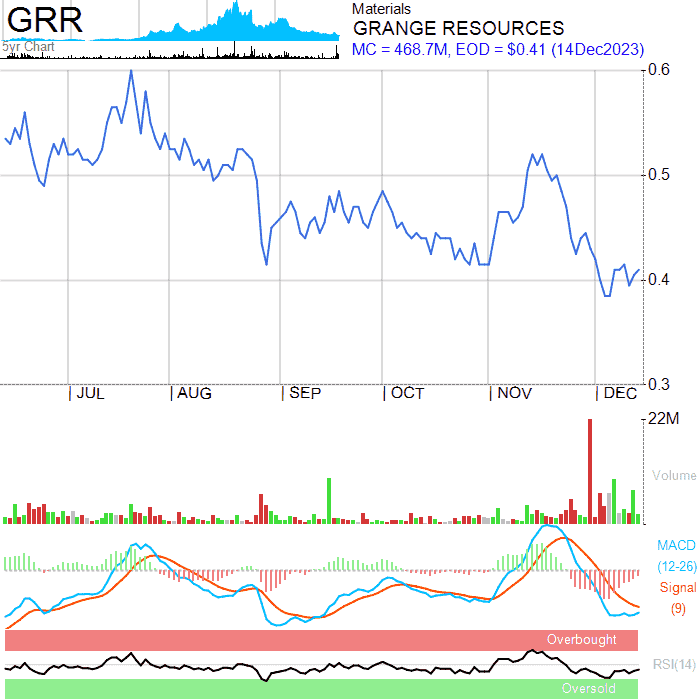 GRR
5yr Chart
Materials
GRANGE RESOURCES
MC = 468.7M, EOD = $0.41 (14Dec2023)
0.6
0.5
0.4
0.3
JUL AUG SEP OCT NOV DEC
22M
Volume
MACD
(12-26)
Signal
(9)
Overbought
RSI(14)
Oversold